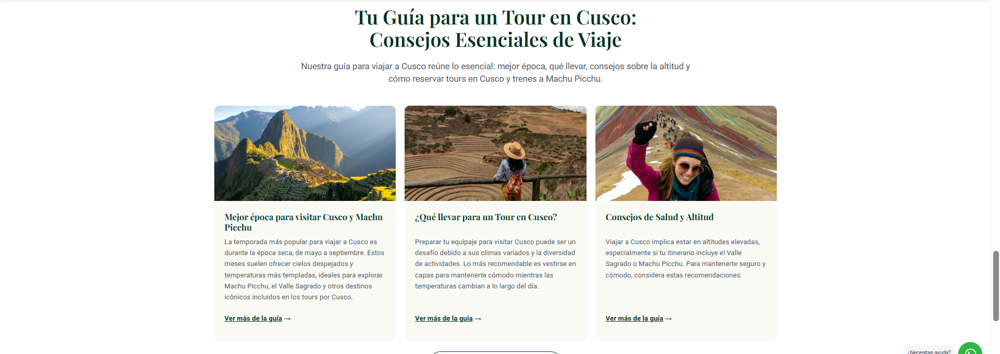 Tu Guía para un Tour en Cusco:
Consejos Esenciales de Viaje
Nuestra guía para viajar a Cusco reúne lo esencial: mejor época, qué llevar, consejos sobre la altitud y
cómo reservar tours en Cusco y trenes a Machu Picchu.
Mejor época para visitar Cusco y Machu
Picchu
La temporada más popular para viajar a Cusco es
durante la época seca, de mayo a septiembre. Estos
meses suelen ofrecer cielos despejados y
temperaturas más templadas, ideales para explorar
Machu Picchu, el Valle Sagrado y otros destinos
icónicos incluidos en los tours por Cusco.
Ver más de la guía →
¿Qué llevar para un Tour en Cusco?
Preparar tu equipaje para visitar Cusco puede ser un
desafío debido a sus climas variados y la diversidad
de actividades. Lo más recomendable es vestirse en
capas para mantenerte cómodo mientras las
temperaturas cambian a lo largo del día.
Ver más de la guía →
Consejos de Salud y Altitud
Viajar a Cusco implica estar en altitudes elevadas,
especialmente si tu itinerario incluye el Valle
Sagrado o Machu Picchu. Para mantenerte seguro y
cómodo, considera estas recomendaciones:
Ver más de la guía →
¿Necesitas ayuda?